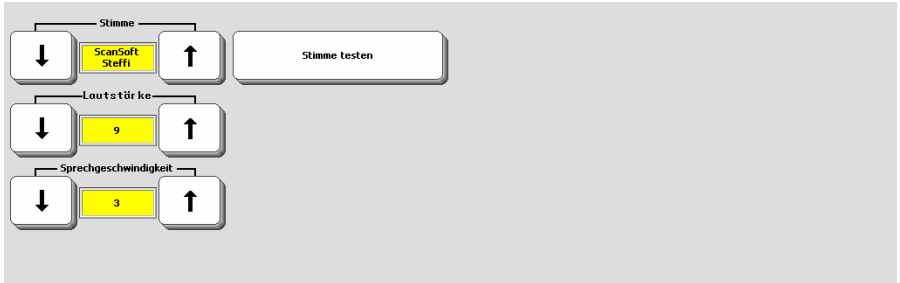 Stimme
ScanSoft
Steffi
Stimme testen
Lautstärke
9
Sprechgeschwindigkeit
3